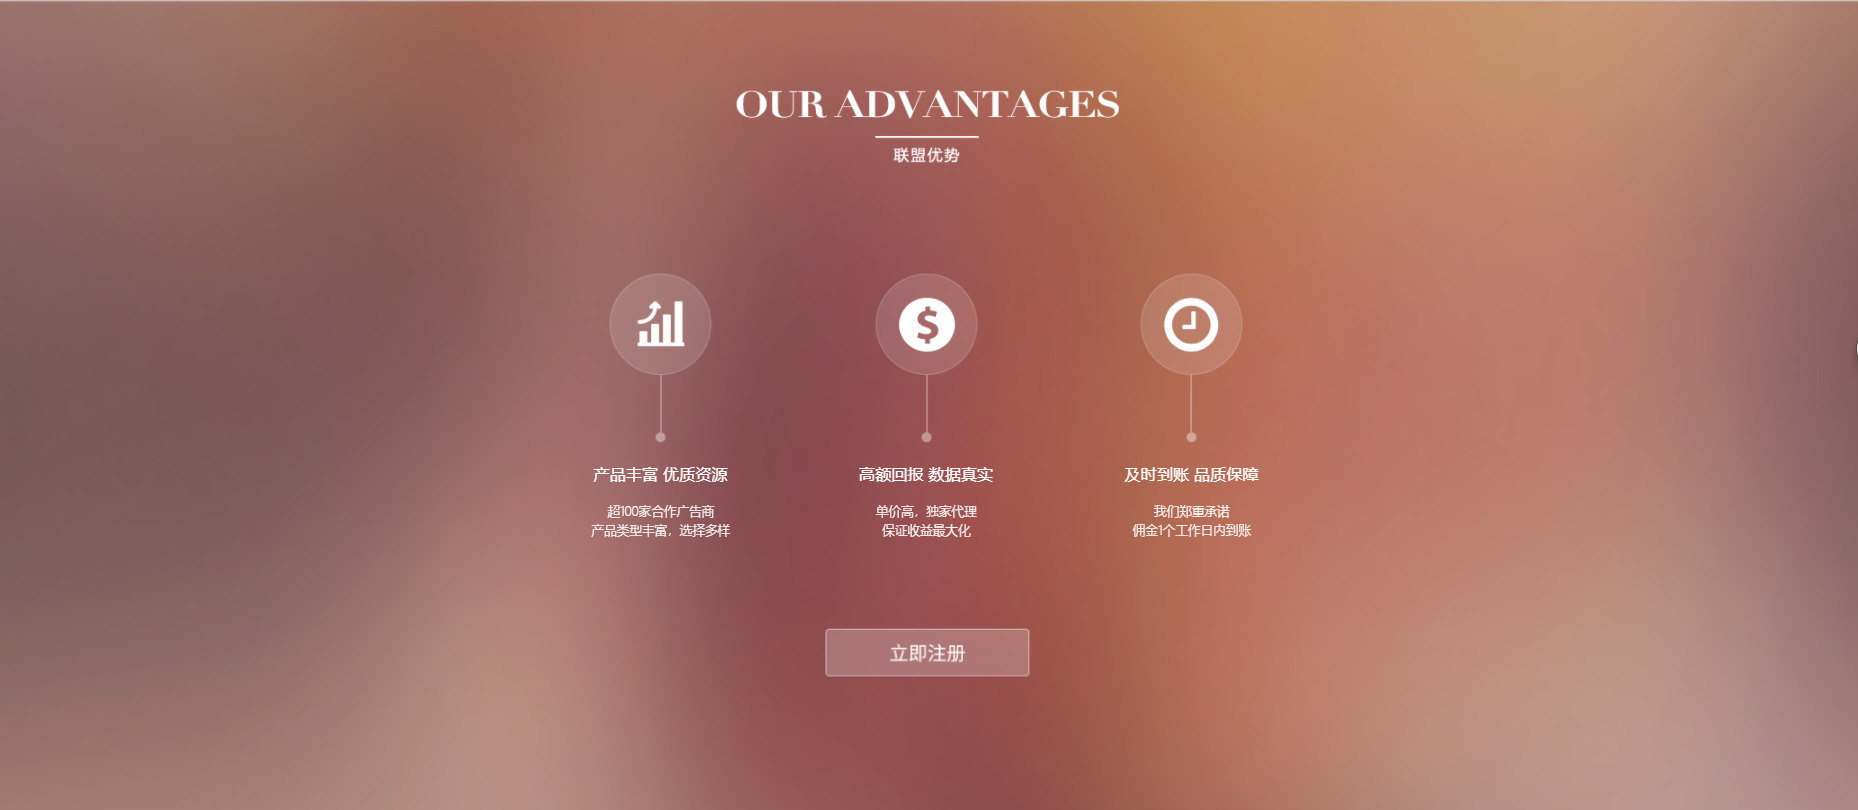 OUR ADVANTAGES
联盟优势
产品丰富 优质资源
超100家合作广告商
产品类型丰富，选择多样
高额回报 数据真实
单价高，独家代理
保证收益最大化
及时到账 品质保障
我们郑重承诺
佣金1个工作日内到账
立即注册